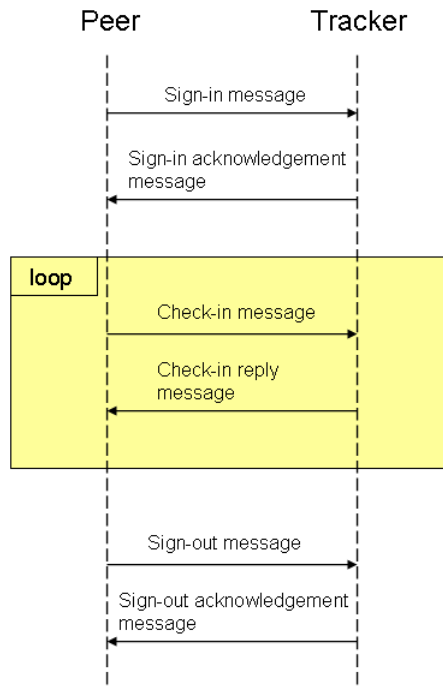 Peer
Tracker
Sign-in message
Sign-in acknowledgement
message
loop
Check-in message
Check-in reply
message
Sign-out message
Sign-out acknowledgement
message